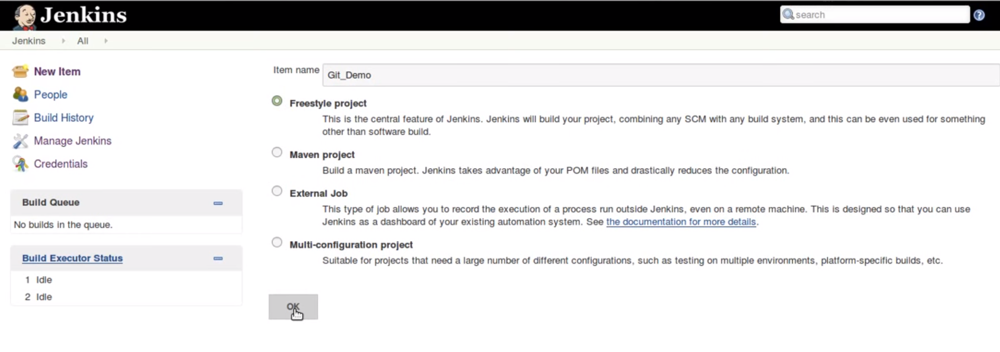 Jenkins
search
Jenkins All
New Item
People
Build History
Manage Jenkins
Credentials
Build Queue
No builds in the queue.
Build Executor Status
1 Idle
2 Idle
Item name Git_Demo
Freestyle project
This is the central feature of Jenkins. Jenkins will build your project, combining any SCM with any build system, and this can be even used for something
other than software build.
Maven project
Build a maven project. Jenkins takes advantage of your POM files and drastically reduces the configuration.
External Job
This type of job allows you to record the execution of a process run outside Jenkins, even on a remote machine. This is designed so that you can use
Jenkins as a dashboard of your existing automation system. See the documentation for more details.
Multi-configuration project
Suitable for projects that need a large number of different configurations, such as testing on multiple environments, platform-specific builds, etc.
OK